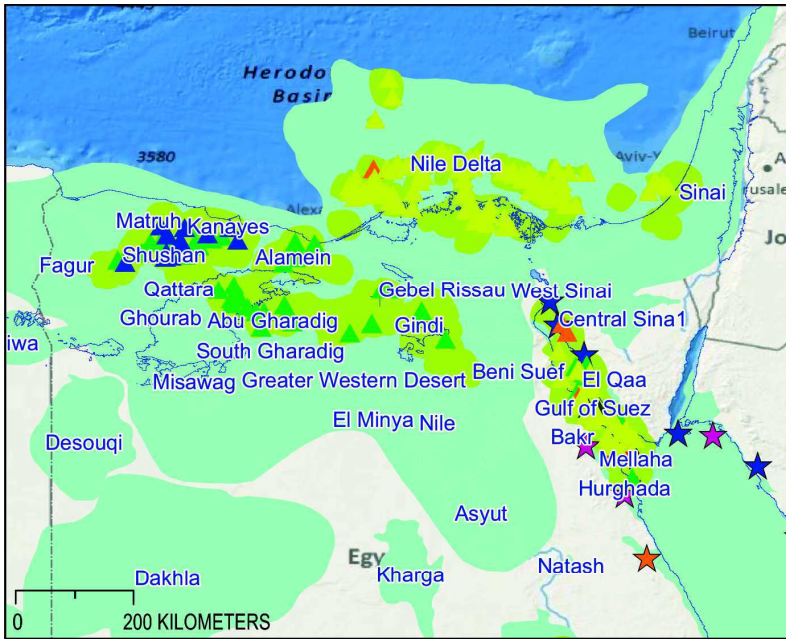 Beirut
Herodo
Basin
3580
Aviv-Y
Nile Delta
Sinai
Alexa
Matruh
Kanayes
Fagur
Shushan
Alamein
Jo
Qattara
Gebel Rissau
West Sinai
Ghourab
Abu Gharadig
Gindi
Central Sina1
iwa
South Gharadig
Misawag
Greater Western Desert
Beni Suef
El Qaa
Gulf of Suez
El Minya
Nile
Desouqi
Bakr
Mellaha
Hurghada
Asyut
Egy
Natash
Dakhla
Kharga
0
200 KILOMETERS